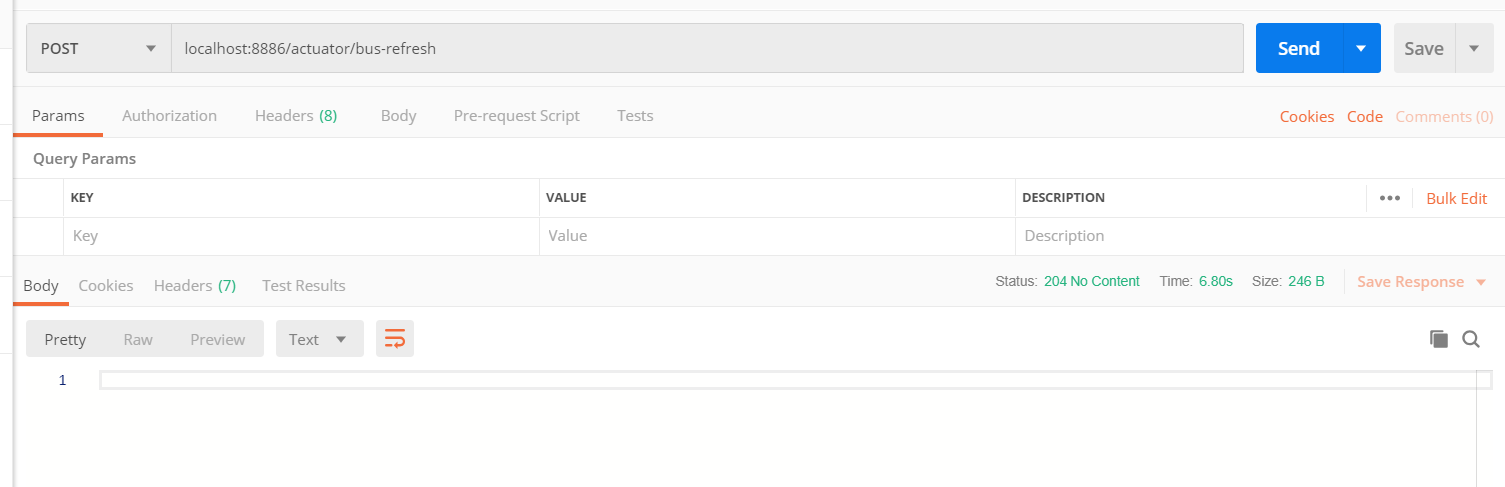 POST localhost:8886/actuator/bus-refresh Send Save
Params Authorization Headers (8) Body Pre-request Script Tests Cookies Code Comments (0)
Query Params
KEY VALUE DESCRIPTION Bulk Edit
Key Value Description
Body Cookies Headers (7) Test Results Status: 204 No Content Time: 6.80s Size: 246 B Save Response
Pretty Raw Preview Text
1